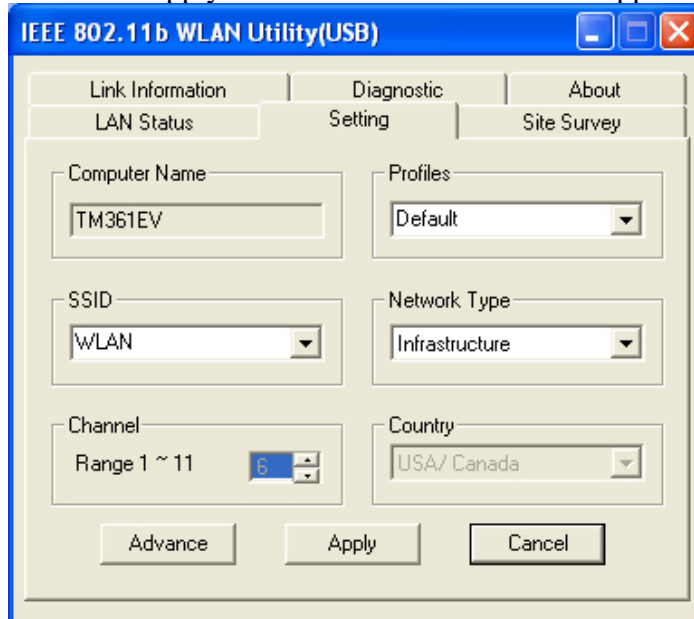 IEEE 802.11b WLAN Utility(USB)
Link Information Diagnostic About
LAN Status Setting Site Survey
Computer Name Profiles
TM361EV Default
SSID Network Type
WLAN Infrastructure
Channel Country
Range 1 ~ 11 6 USA/ Canada
Advance Apply Cancel